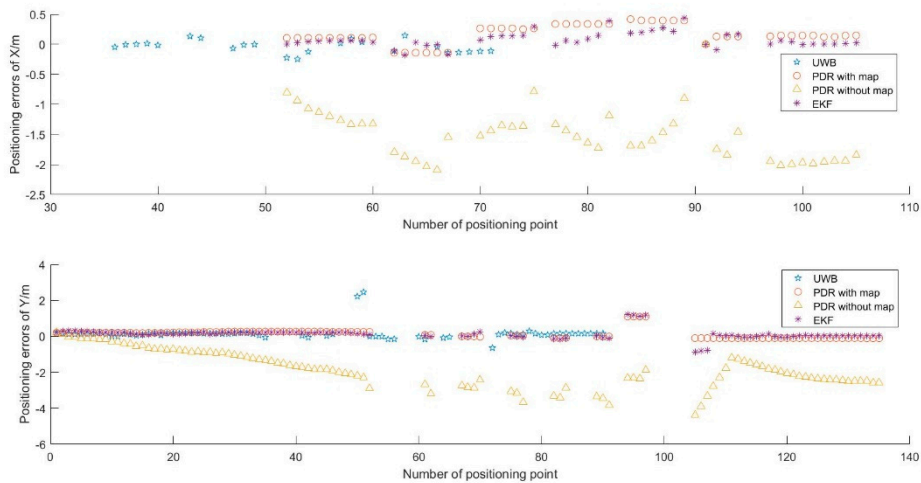 Positioning errors of X/m
0.5
0
-0.5
-1
-1.5
-2
-2.5
30
40
50
60
70
80
90
100
110
Number of positioning point
UWB
PDR with map
PDR without map
EKF
Positioning errors of Y/m
4
2
0
-2
-4
-6
0
20
40
60
80
100
120
140
Number of positioning point
UWB
PDR with map
PDR without map
EKF